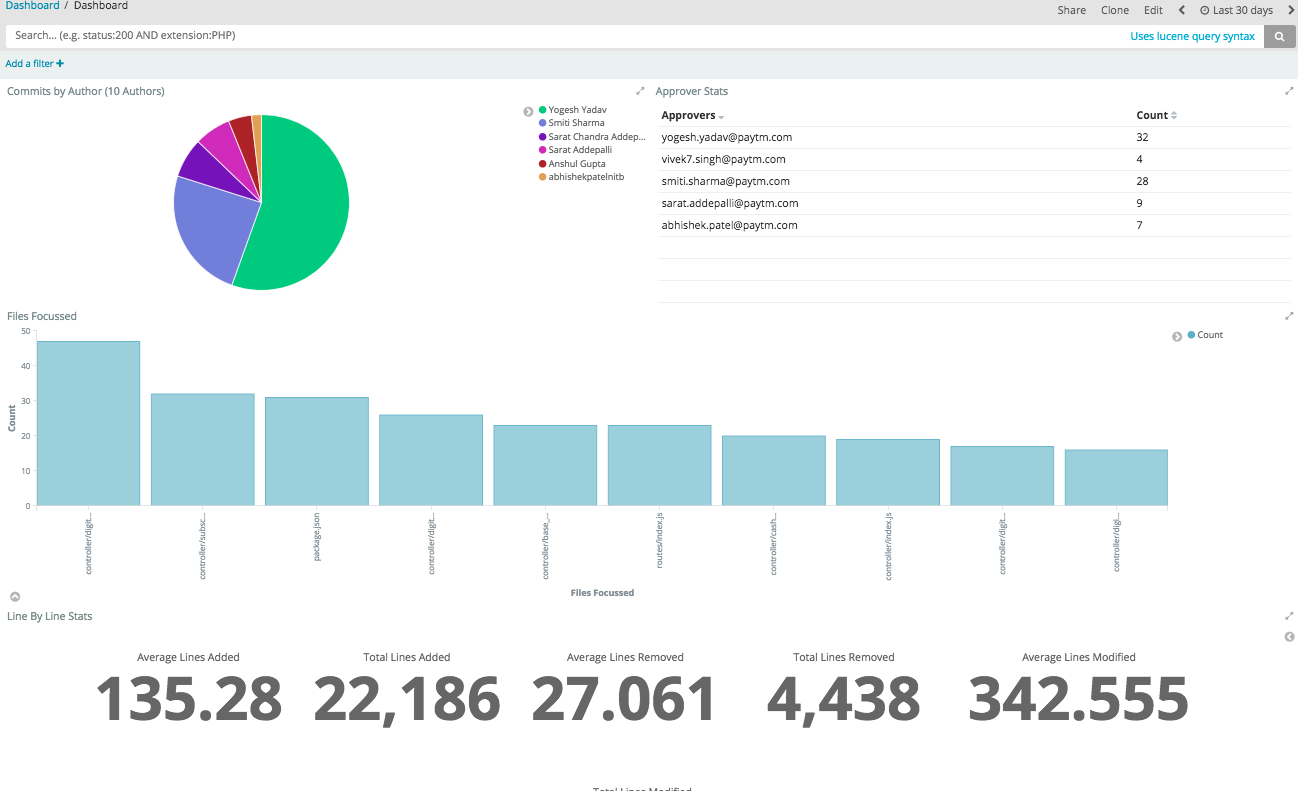 Dashboard / Dashboard
Share Clone Edit Last 30 days
Search... (e.g. status:200 AND extension:PHP) Uses lucene query syntax
Add a filter +
Commits by Author (10 Authors)
Yogesh Yadav
Smiti Sharma
Sarat Chandra Addep...
Sarat Addepalli
Anshul Gupta
abhishekpatelnitb
Approver Stats
Approvers Count
yogesh.yadav@paytm.com 32
vivek7.singh@paytm.com 4
smiti.sharma@paytm.com 28
sarat.addepalli@paytm.com 9
abhishek.patel@paytm.com 7
Files Focussed
Count
50
40
30
20
10
0
Count
controller/digit...
controller/subsc...
package.json
controller/digit...
controller/base_...
routes/index.js
controller/cash...
controller/index.js
controller/digit...
controller/digi...
Files Focussed
Line By Line Stats
Average Lines Added
135.28
Total Lines Added
22,186
Average Lines Removed
27.061
Total Lines Removed
4,438
Average Lines Modified
342.555
Total Lines Modified